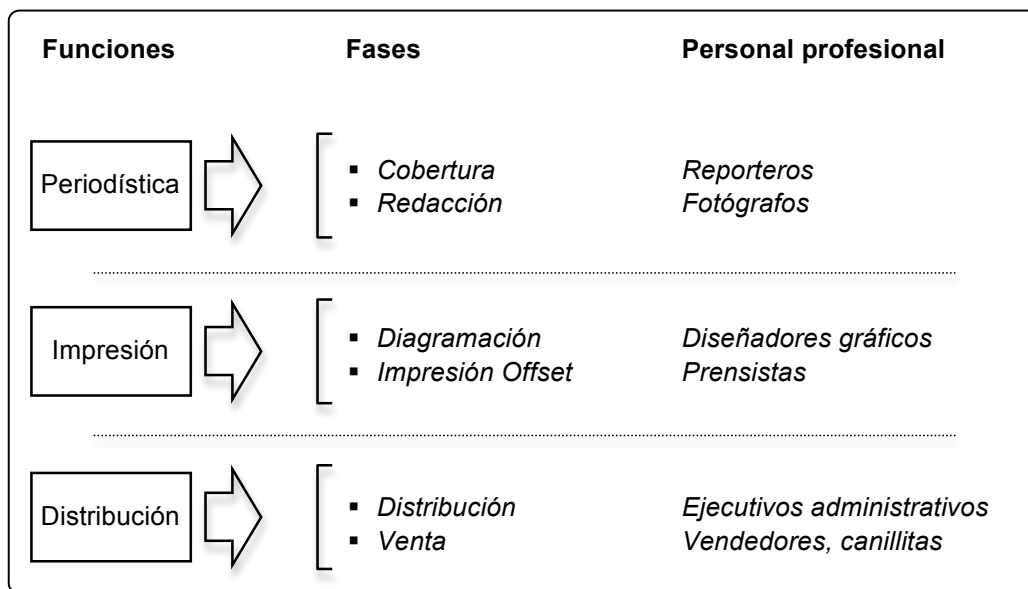 Funciones Fases Personal profesional
Periodística
▪ Cobertura Reporteros
▪ Redacción Fotógrafos
Impresión
▪ Diagramación Diseñadores gráficos
▪ Impresión Offset Prensistas
Distribución
▪ Distribución Ejecutivos administrativos
▪ Venta Vendedores, canillitas